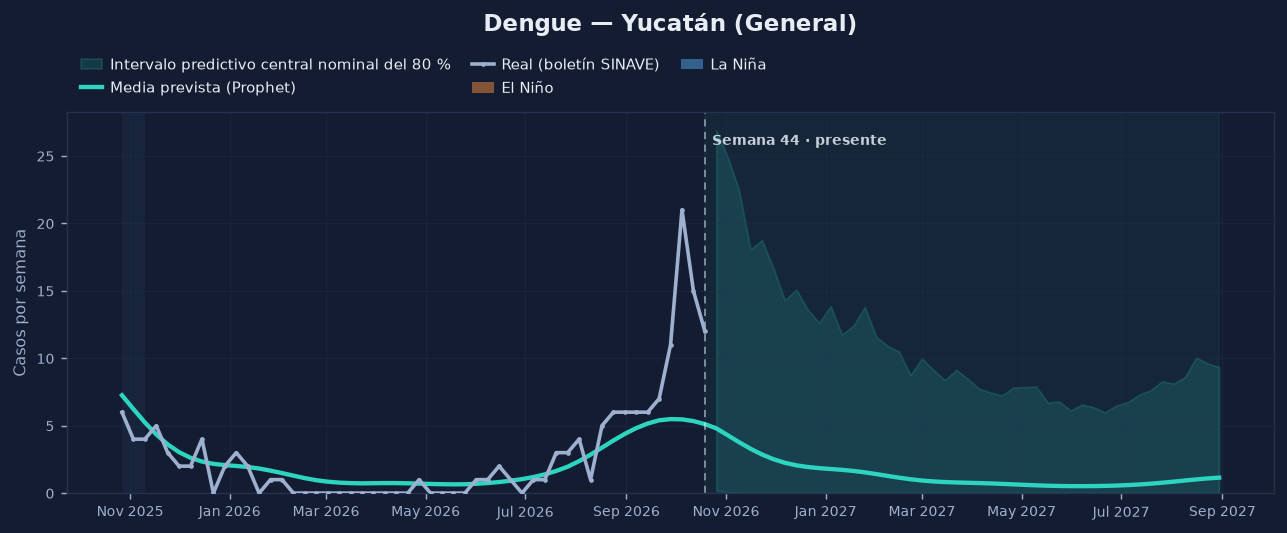 Dengue — Yucatán (General)
Intervalo predictivo central nominal del 80 %
Real (boletín SINAVE)
La Niña
Media prevista (Prophet)
El Niño
Semana 44 · presente
Casos por semana
25
20
15
10
5
0
Nov 2025
Jan 2026
Mar 2026
May 2026
Jul 2026
Sep 2026
Nov 2026
Jan 2027
Mar 2027
May 2027
Jul 2027
Sep 2027